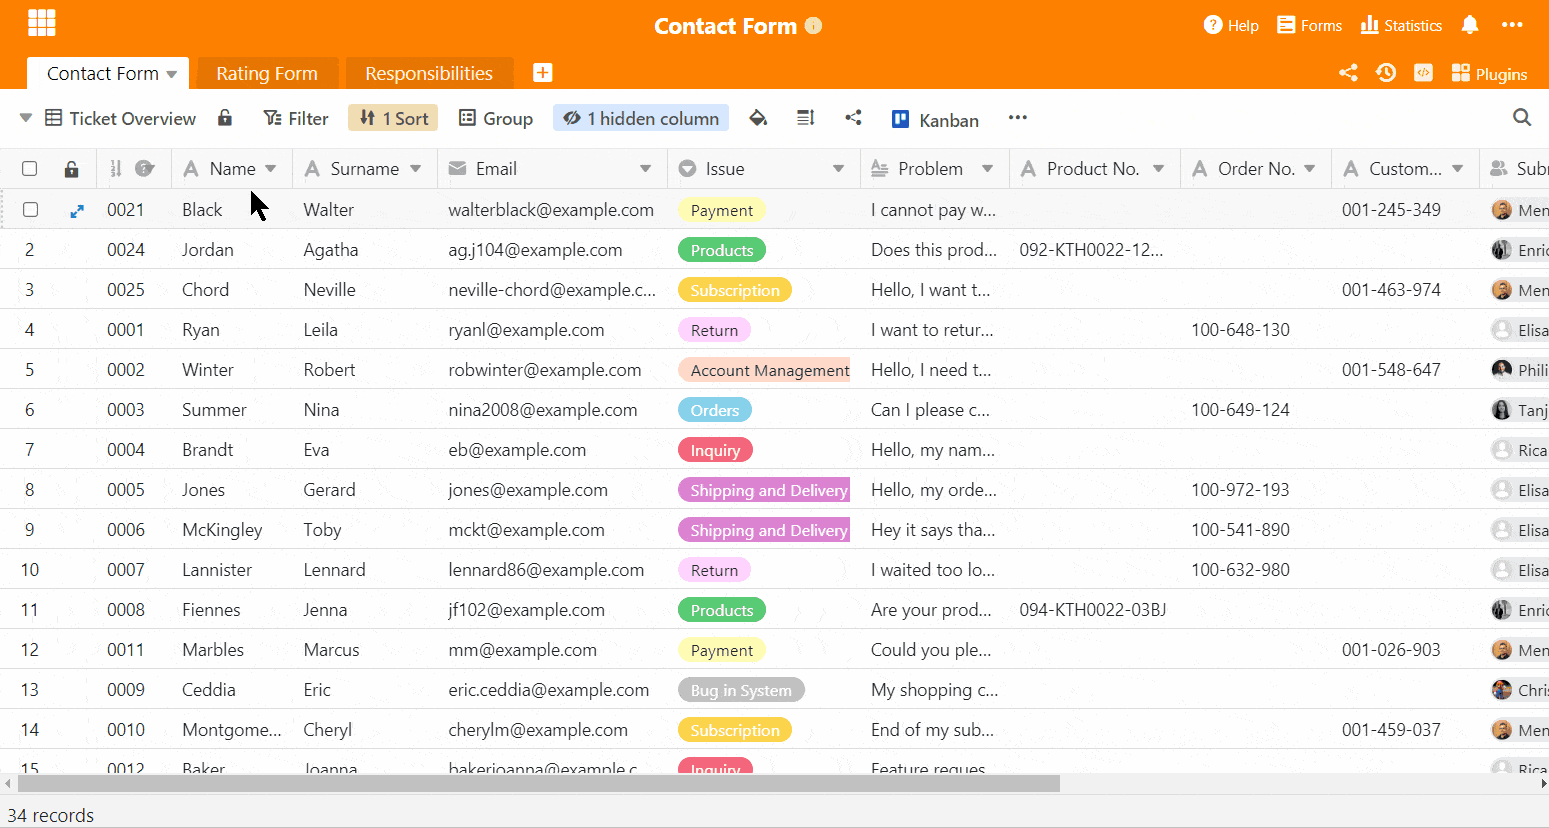 Contact Form
Help Forms Statistics
Contact Form Rating Form Responsibilities
Plugins
Ticket Overview Filter 1 Sort Group 1 hidden column Kanban
Name Surname Email Issue Problem Product No. Order No. Custom...
0021 Black Walter walterblack@example.com Payment I cannot pay w... 001-245-349 Men
2 0024 Jordan Agatha ag.j104@example.com Products Does this prod... 092-KTH0022-12... Enric
3 0025 Chord Neville neville-chord@example.c... Subscription Hello, I want t... 001-463-974 Men
4 0001 Ryan Leila ryanl@example.com Return I want to retur... 100-648-130 Elisa
5 0002 Winter Robert robwinter@example.com Account Management Hello, I need t... 001-548-647 Phili
6 0003 Summer Nina nina2008@example.com Orders Can I please c... 100-649-124 Tanj
7 0004 Brandt Eva eb@example.com Inquiry Hello, my nam... Rica
8 0005 Jones Gerard jones@example.com Shipping and Delivery Hello, my orde... 100-972-193 Elisa
9 0006 McKingley Toby mckt@example.com Shipping and Delivery Hey it says tha... 100-541-890 Elisa
10 0007 Lannister Lennard lennard86@example.com Return I waited too lo... 100-632-980 Elisa
11 0008 Fiennes Jenna jf102@example.com Products Are your prod... 094-KTH0022-03BJ Enric
12 0011 Marbles Marcus mm@example.com Payment Could you ple... 001-026-903 Men
13 0009 Ceddia Eric eric.ceddia@example.com Bug in System My shopping c... Chris
14 0010 Montgome... Cheryl cherylm@example.com Subscription End of my sub... 001-459-037 Men
15 0012 Baker Joanna bakerjoanna@example.c... Inquiry Feature reques... Rica
34 records